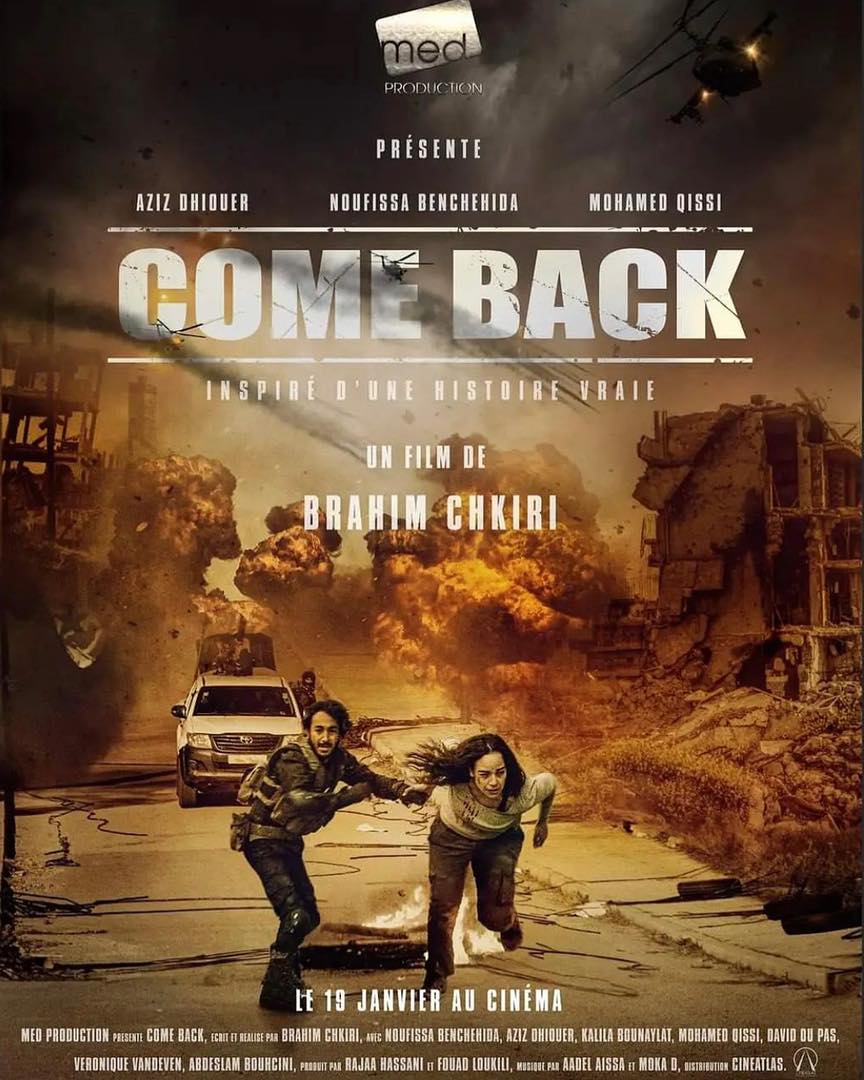 med
PRODUCTION
PRÉSENTE
AZIZ DHIOUER NOUFISSA BENCHEHIDA MOHAMED QISSI
COME BACK
INSPIRÉ D'UNE HISTOIRE VRAIE
UN FILM DE
BRAHIM CHKIRI
LE 19 JANVIER AU CINÉMA
MED PRODUCTION PRESENTE COME BACK, ECRIT ET REALISE PAR BRAHIM CHKIRI, AVEC NOUFISSA BENCHEHIDA, AZIZ DHIOUER, KALILA BOUNAYLAT, MOHAMED QISSI, DAVID DU PAS,
VERONIQUE VANDEVEN, ABDESLAM BOUHCINI, PRODUIT PAR RAJAA HASSANI ET FOUAD LOUKILI, MUSIQUE PAR AADEL AISSA ET MOKA D, DISTRIBUTION CINEATLAS.